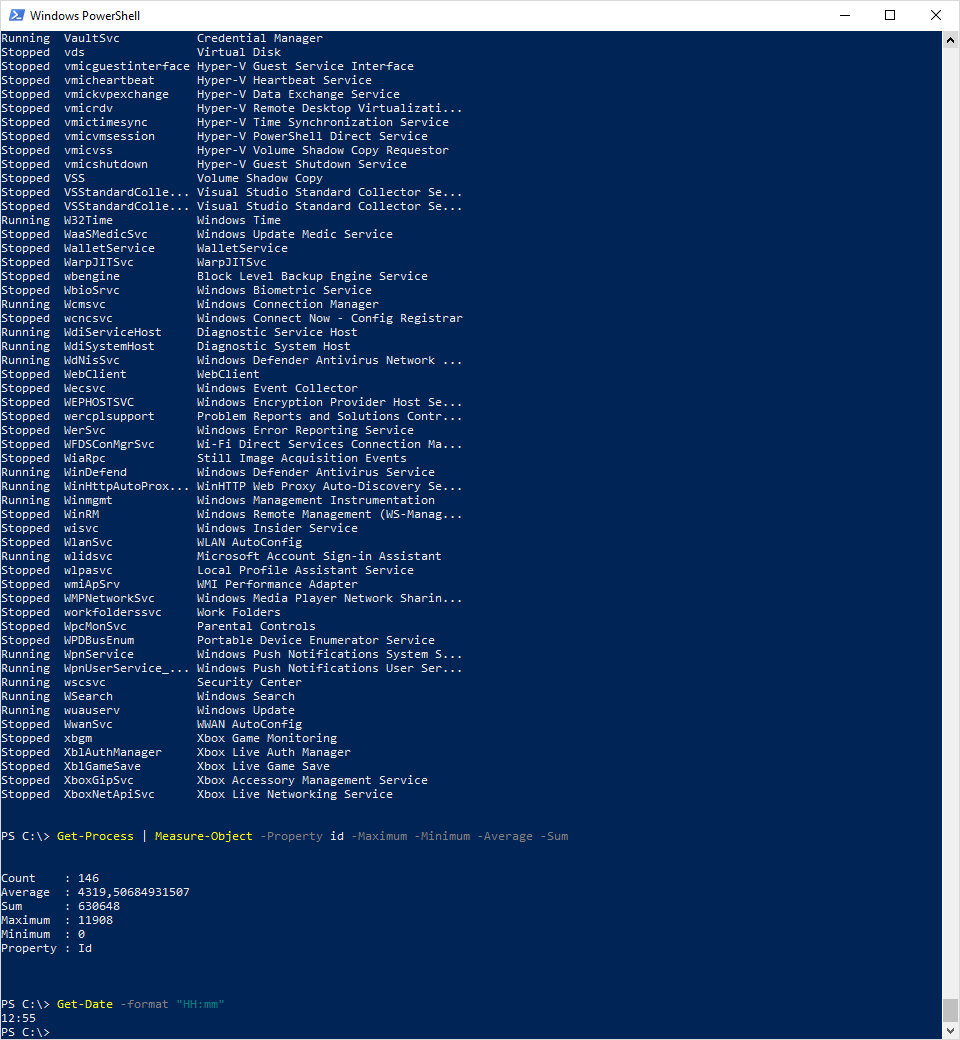 Windows PowerShell
Running  VaultSvc           Credential Manager
Stopped  vds                Virtual Disk
Stopped  vmicguestinterface Hyper-V Guest Service Interface
Stopped  vmicheartbeat      Hyper-V Heartbeat Service
Stopped  vmickvpexchange    Hyper-V Data Exchange Service
Stopped  vmicrdv            Hyper-V Remote Desktop Virtualizati...
Stopped  vmictimesync       Hyper-V Time Synchronization Service
Stopped  vmicvmsession      Hyper-V PowerShell Direct Service
Stopped  vmicvss            Hyper-V Volume Shadow Copy Requestor
Stopped  vmicshutdown       Hyper-V Guest Shutdown Service
Stopped  VSS                Volume Shadow Copy
Stopped  VSStandardColle... Visual Studio Standard Collector Se...
Stopped  VSStandardColle... Visual Studio Standard Collector Se...
Running  W32Time            Windows Time
Stopped  WaaSMedicSvc       Windows Update Medic Service
Stopped  WalletService      WalletService
Stopped  WarpJITSvc         WarpJITSvc
Stopped  wbengine           Block Level Backup Engine Service
Stopped  WbioSrvc           Windows Biometric Service
Running  Wcmsvc             Windows Connection Manager
Stopped  wcncsvc            Windows Connect Now - Config Registrar
Running  WdiServiceHost     Diagnostic Service Host
Running  WdiSystemHost      Diagnostic System Host
Running  WdNisSvc           Windows Defender Antivirus Network ...
Stopped  WebClient          WebClient
Stopped  Wecsvc             Windows Event Collector
Stopped  WEPHOSTSVC         Windows Encryption Provider Host Se...
Stopped  wercplsupport      Problem Reports and Solutions Contr...
Stopped  WerSvc             Windows Error Reporting Service
Stopped  WFDSConMgrSvc      Wi-Fi Direct Services Connection Ma...
Stopped  WiaRpc             Still Image Acquisition Events
Running  WinDefend          Windows Defender Antivirus Service
Running  WinHttpAutoProx... WinHTTP Web Proxy Auto-Discovery Se...
Running  Winmgmt            Windows Management Instrumentation
Stopped  WinRM              Windows Remote Management (WS-Manag...
Stopped  wisvc              Windows Insider Service
Stopped  WlanSvc            WLAN AutoConfig
Running  wlidsvc            Microsoft Account Sign-in Assistant
Stopped  wlpasvc            Local Profile Assistant Service
Stopped  wmiApSrv           WMI Performance Adapter
Stopped  WMPNetworkSvc      Windows Media Player Network Sharin...
Stopped  workfolderssvc     Work Folders
Stopped  WpcMonSvc          Parental Controls
Stopped  WPDBusEnum         Portable Device Enumerator Service
Running  WpnService         Windows Push Notifications System S...
Running  WpnUserService_... Windows Push Notifications User Ser...
Running  wscsvc             Security Center
Running  WSearch            Windows Search
Running  wuauserv           Windows Update
Stopped  WwanSvc            WWAN AutoConfig
Stopped  xbgm               Xbox Game Monitoring
Stopped  XblAuthManager     Xbox Live Auth Manager
Stopped  XblGameSave        Xbox Live Game Save
Stopped  XboxGipSvc         Xbox Accessory Management Service
Stopped  XboxNetApiSvc      Xbox Live Networking Service
PS C:\> Get-Process | Measure-Object -Property id -Maximum -Minimum -Average -Sum
Count    : 146
Average  : 4319,50684931507
Sum      : 630648
Maximum  : 11908
Minimum  : 0
Property : Id
PS C:\> Get-Date -format "HH:mm"
12:55
PS C:\>